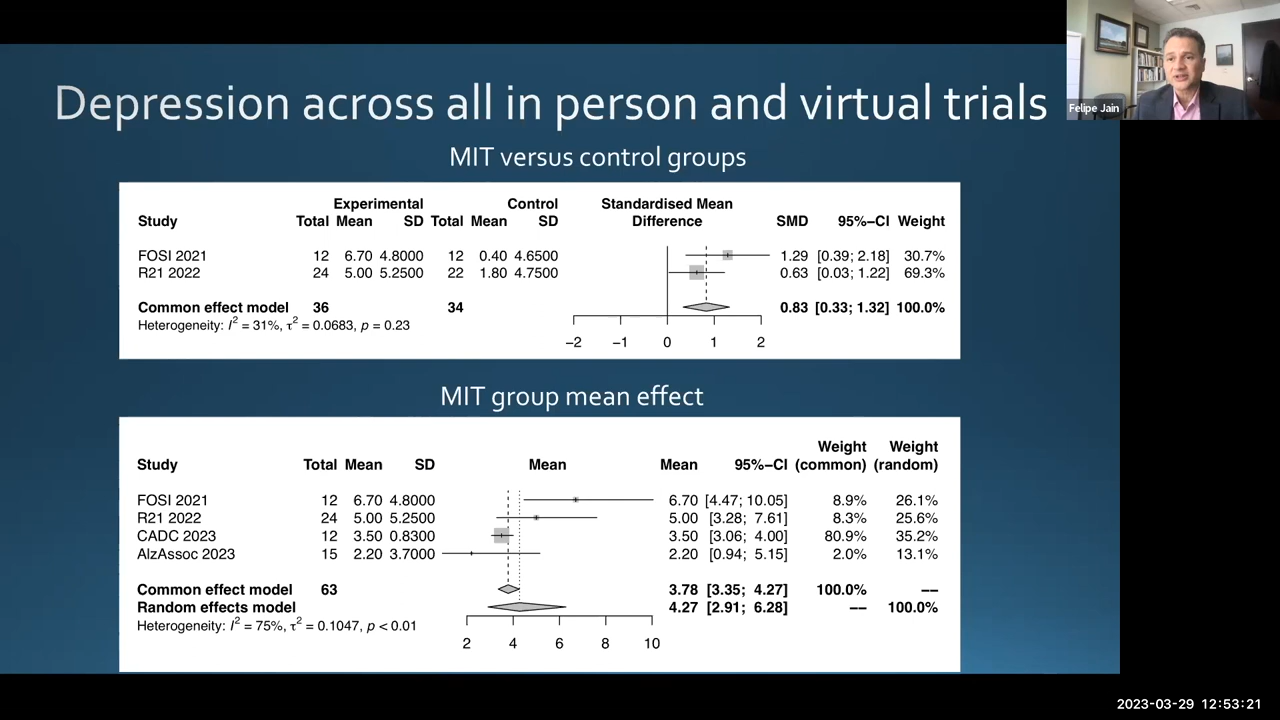 Depression across all in person and virtual trials
Felipe Jain
MIT versus control groups
Experimental Control Standardised Mean
Study Total Mean SD Total Mean SD Difference SMD 95%−CI Weight
FOSI 2021 12 6.70 4.8000 12 0.40 4.6500 1.29 [0.39; 2.18] 30.7%
R21 2022 24 5.00 5.2500 22 1.80 4.7500 0.63 [0.03; 1.22] 69.3%
Common effect model 36 34 0.83 [0.33; 1.32] 100.0%
Heterogeneity: I² = 31%, τ² = 0.0683, p = 0.23
−2 −1 0 1 2
MIT group mean effect
Weight Weight
Study Total Mean SD Mean Mean 95%−CI (common) (random)
FOSI 2021 12 6.70 4.8000 6.70 [4.47; 10.05] 8.9% 26.1%
R21 2022 24 5.00 5.2500 5.00 [3.28; 7.61] 8.3% 25.6%
CADC 2023 12 3.50 0.8300 3.50 [3.06; 4.00] 80.9% 35.2%
AlzAssoc 2023 15 2.20 3.7000 2.20 [0.94; 5.15] 2.0% 13.1%
Common effect model 63 3.78 [3.35; 4.27] 100.0% −−
Random effects model 4.27 [2.91; 6.28] −− 100.0%
Heterogeneity: I² = 75%, τ² = 0.1047, p < 0.01
2 4 6 8 10
2023-03-29 12:53:21